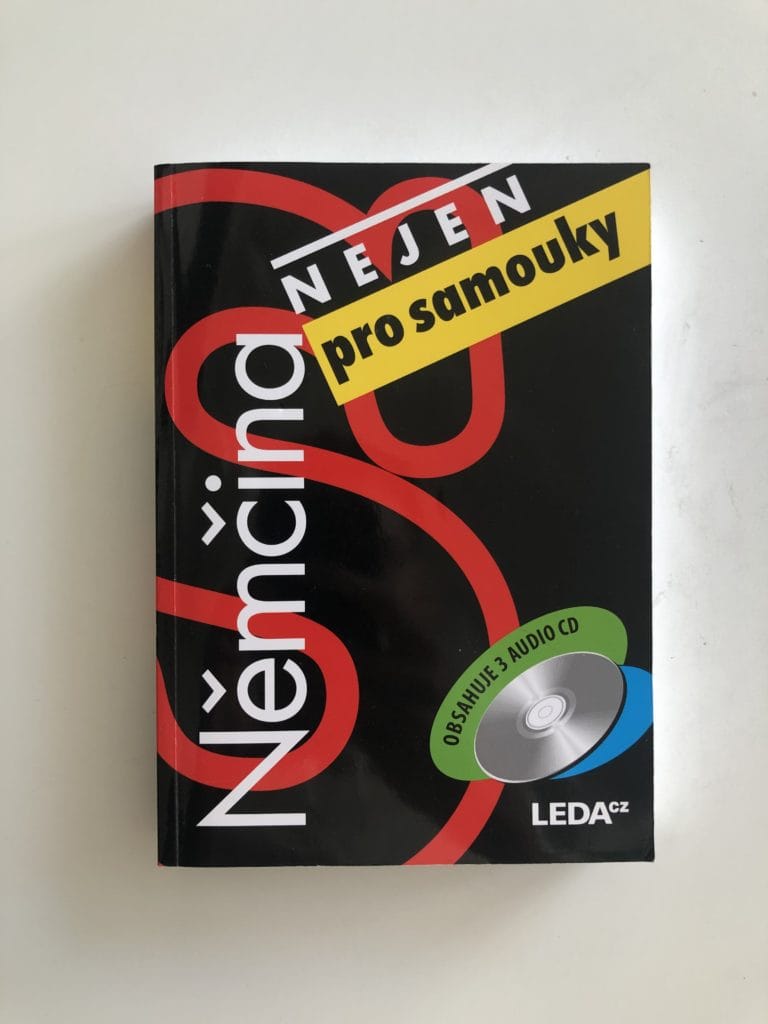 Němčina
NEJEN
pro samouky
OBSAHUJE 3 AUDIO CD
LEDAcz